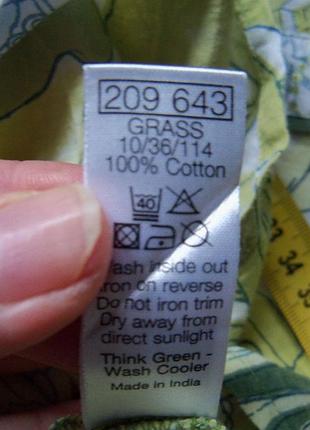 209 643
GRASS
10/36/114
100% Cotton
40
Wash inside out
Iron on reverse
Do not iron trim
Dry away from
direct sunlight
Think Green -
Wash Cooler
Made in India
33
34